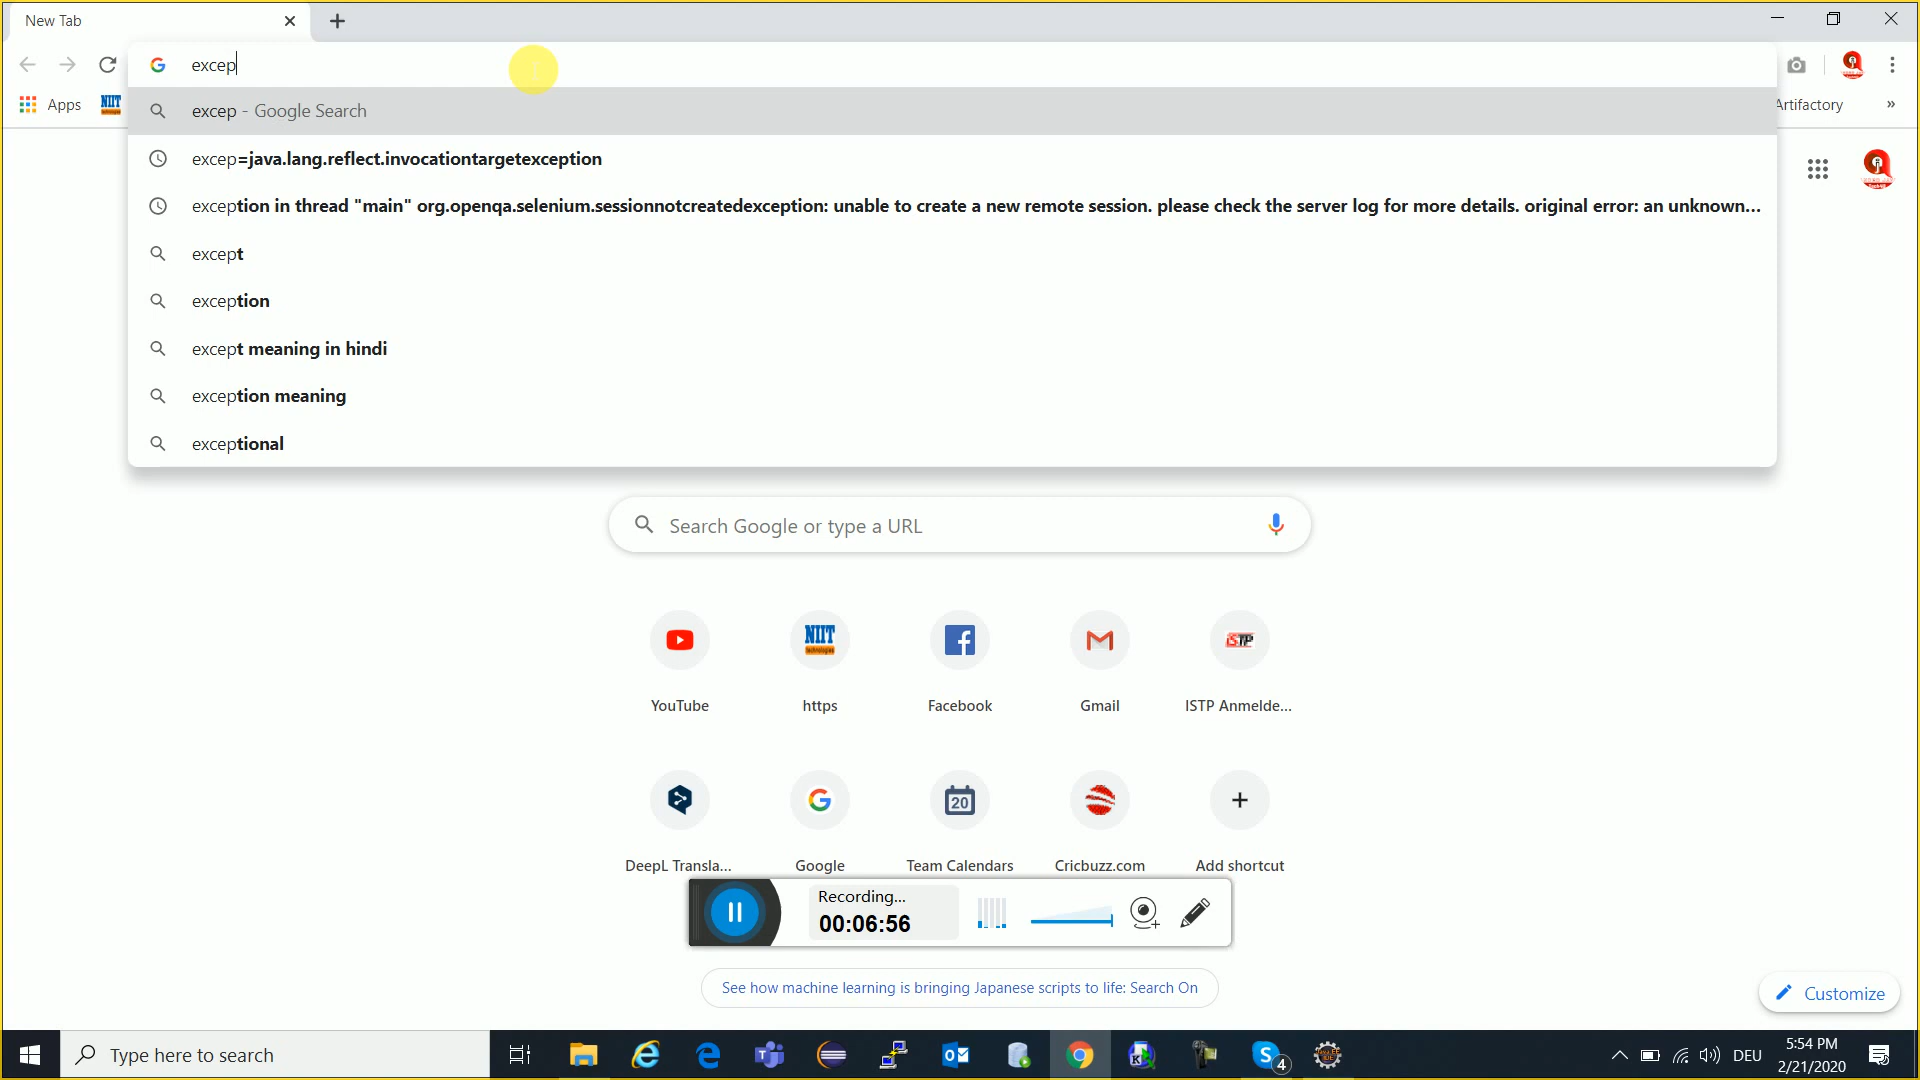 New Tab
excep
Apps
NIIT
Artifactory
»
excep - Google Search
excep=java.lang.reflect.invocationtargetexception
exception in thread "main" org.openqa.selenium.sessionnotcreatedexception: unable to create a new remote session. please check the server log for more details. original error: an unknown...
except
exception
except meaning in hindi
exception meaning
exceptional
Search Google or type a URL
NIIT
iSTP
YouTube
https
Facebook
Gmail
ISTP Anmelde...
20
DeepL Transla...
Google
Team Calendars
Cricbuzz.com
Add shortcut
Recording...
00:06:56
See how machine learning is bringing Japanese scripts to life: Search On
Customize
Type here to search
4
DEU
5:54 PM
2/21/2020